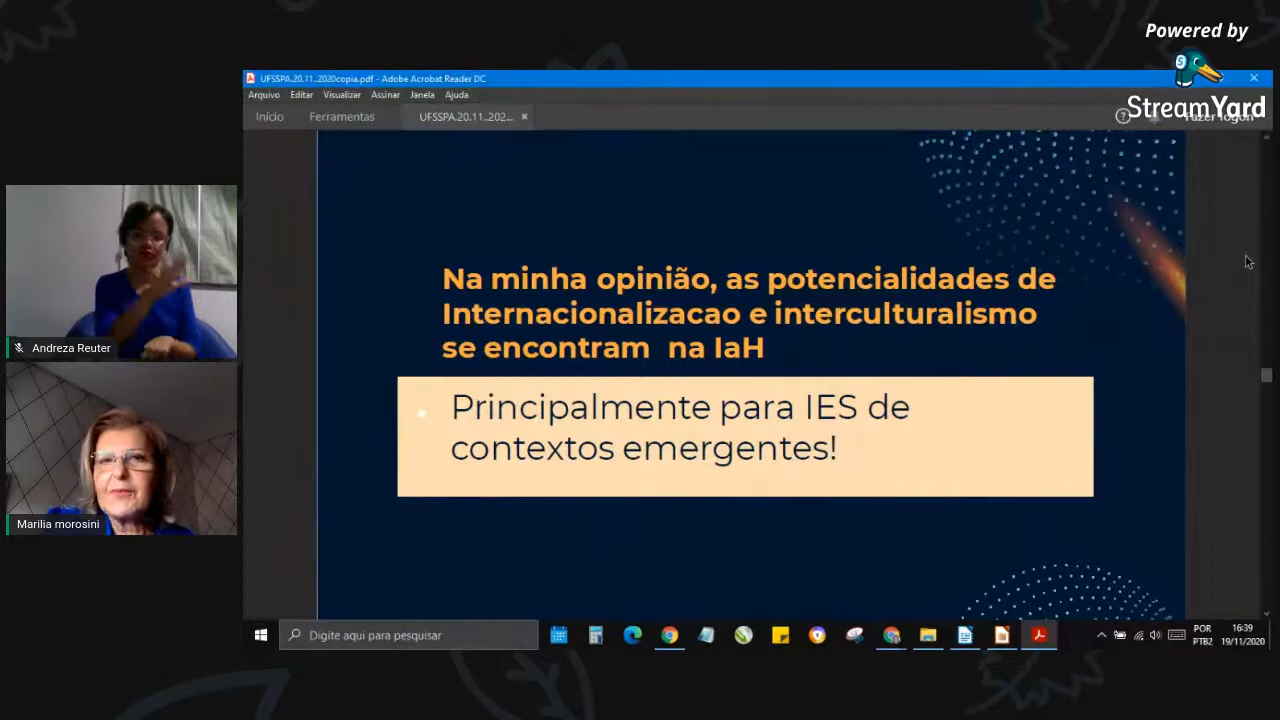 Powered by
StreamYard
UFSSPA.20.11..2020copia.pdf - Adobe Acrobat Reader DC
Arquivo Editar Visualizar Assinar Janela Ajuda
Início Ferramentas UFSSPA.20.11..202...
Fazer logon
Na minha opinião, as potencialidades de
Internacionalizacao e interculturalismo
se encontram na IaH
Principalmente para IES de
contextos emergentes!
Andreza Reuter
Marilia morosini
Digite aqui para pesquisar
POR
PTB2
16:39
19/11/2020